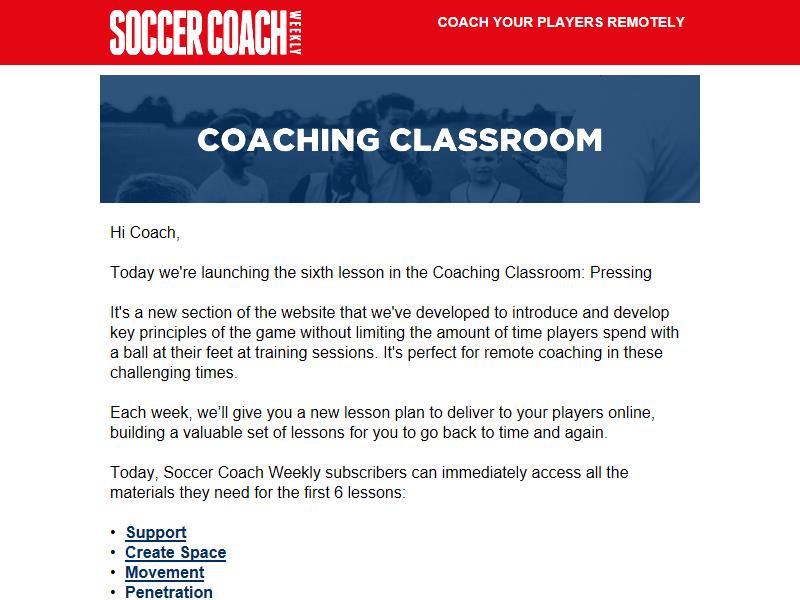 SOCCER COACH WEEKLY
COACH YOUR PLAYERS REMOTELY
COACHING CLASSROOM
Hi Coach,
Today we're launching the sixth lesson in the Coaching Classroom: Pressing
It's a new section of the website that we've developed to introduce and develop
key principles of the game without limiting the amount of time players spend with
a ball at their feet at training sessions. It's perfect for remote coaching in these
challenging times.
Each week, we’ll give you a new lesson plan to deliver to your players online,
building a valuable set of lessons for you to go back to time and again.
Today, Soccer Coach Weekly subscribers can immediately access all the
materials they need for the first 6 lessons:
• Support
• Create Space
• Movement
• Penetration